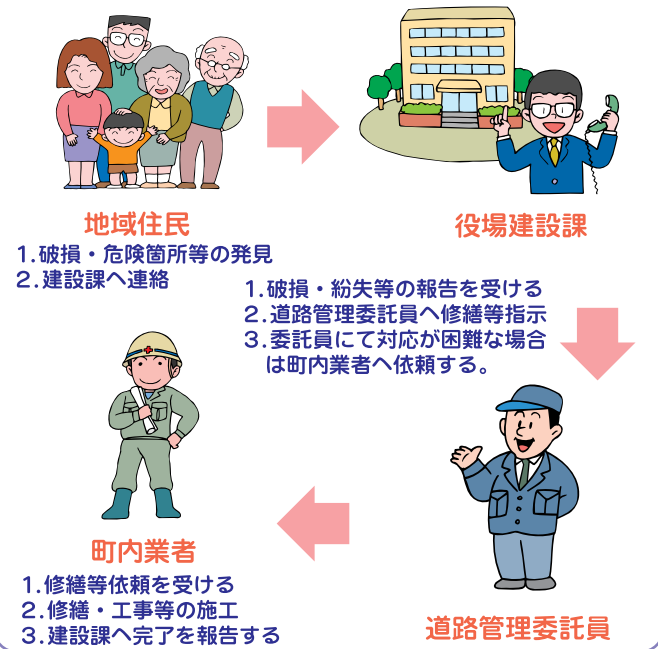 地域住民
1.破損・危険箇所等の発見
2.建設課へ連絡
役場建設課
1.破損・紛失等の報告を受ける
2.道路管理委託員へ修繕等指示
3.委託員にて対応が困難な場合
は町内業者へ依頼する。
道路管理委託員
町内業者
1.修繕等依頼を受ける
2.修繕・工事等の施工
3.建設課へ完了を報告する